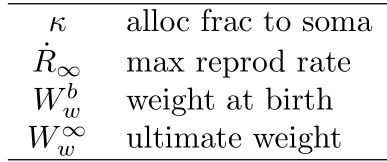 κ alloc frac to soma
Ṙ∞ max reprod rate
W_w^b weight at birth
W_w^∞ ultimate weight